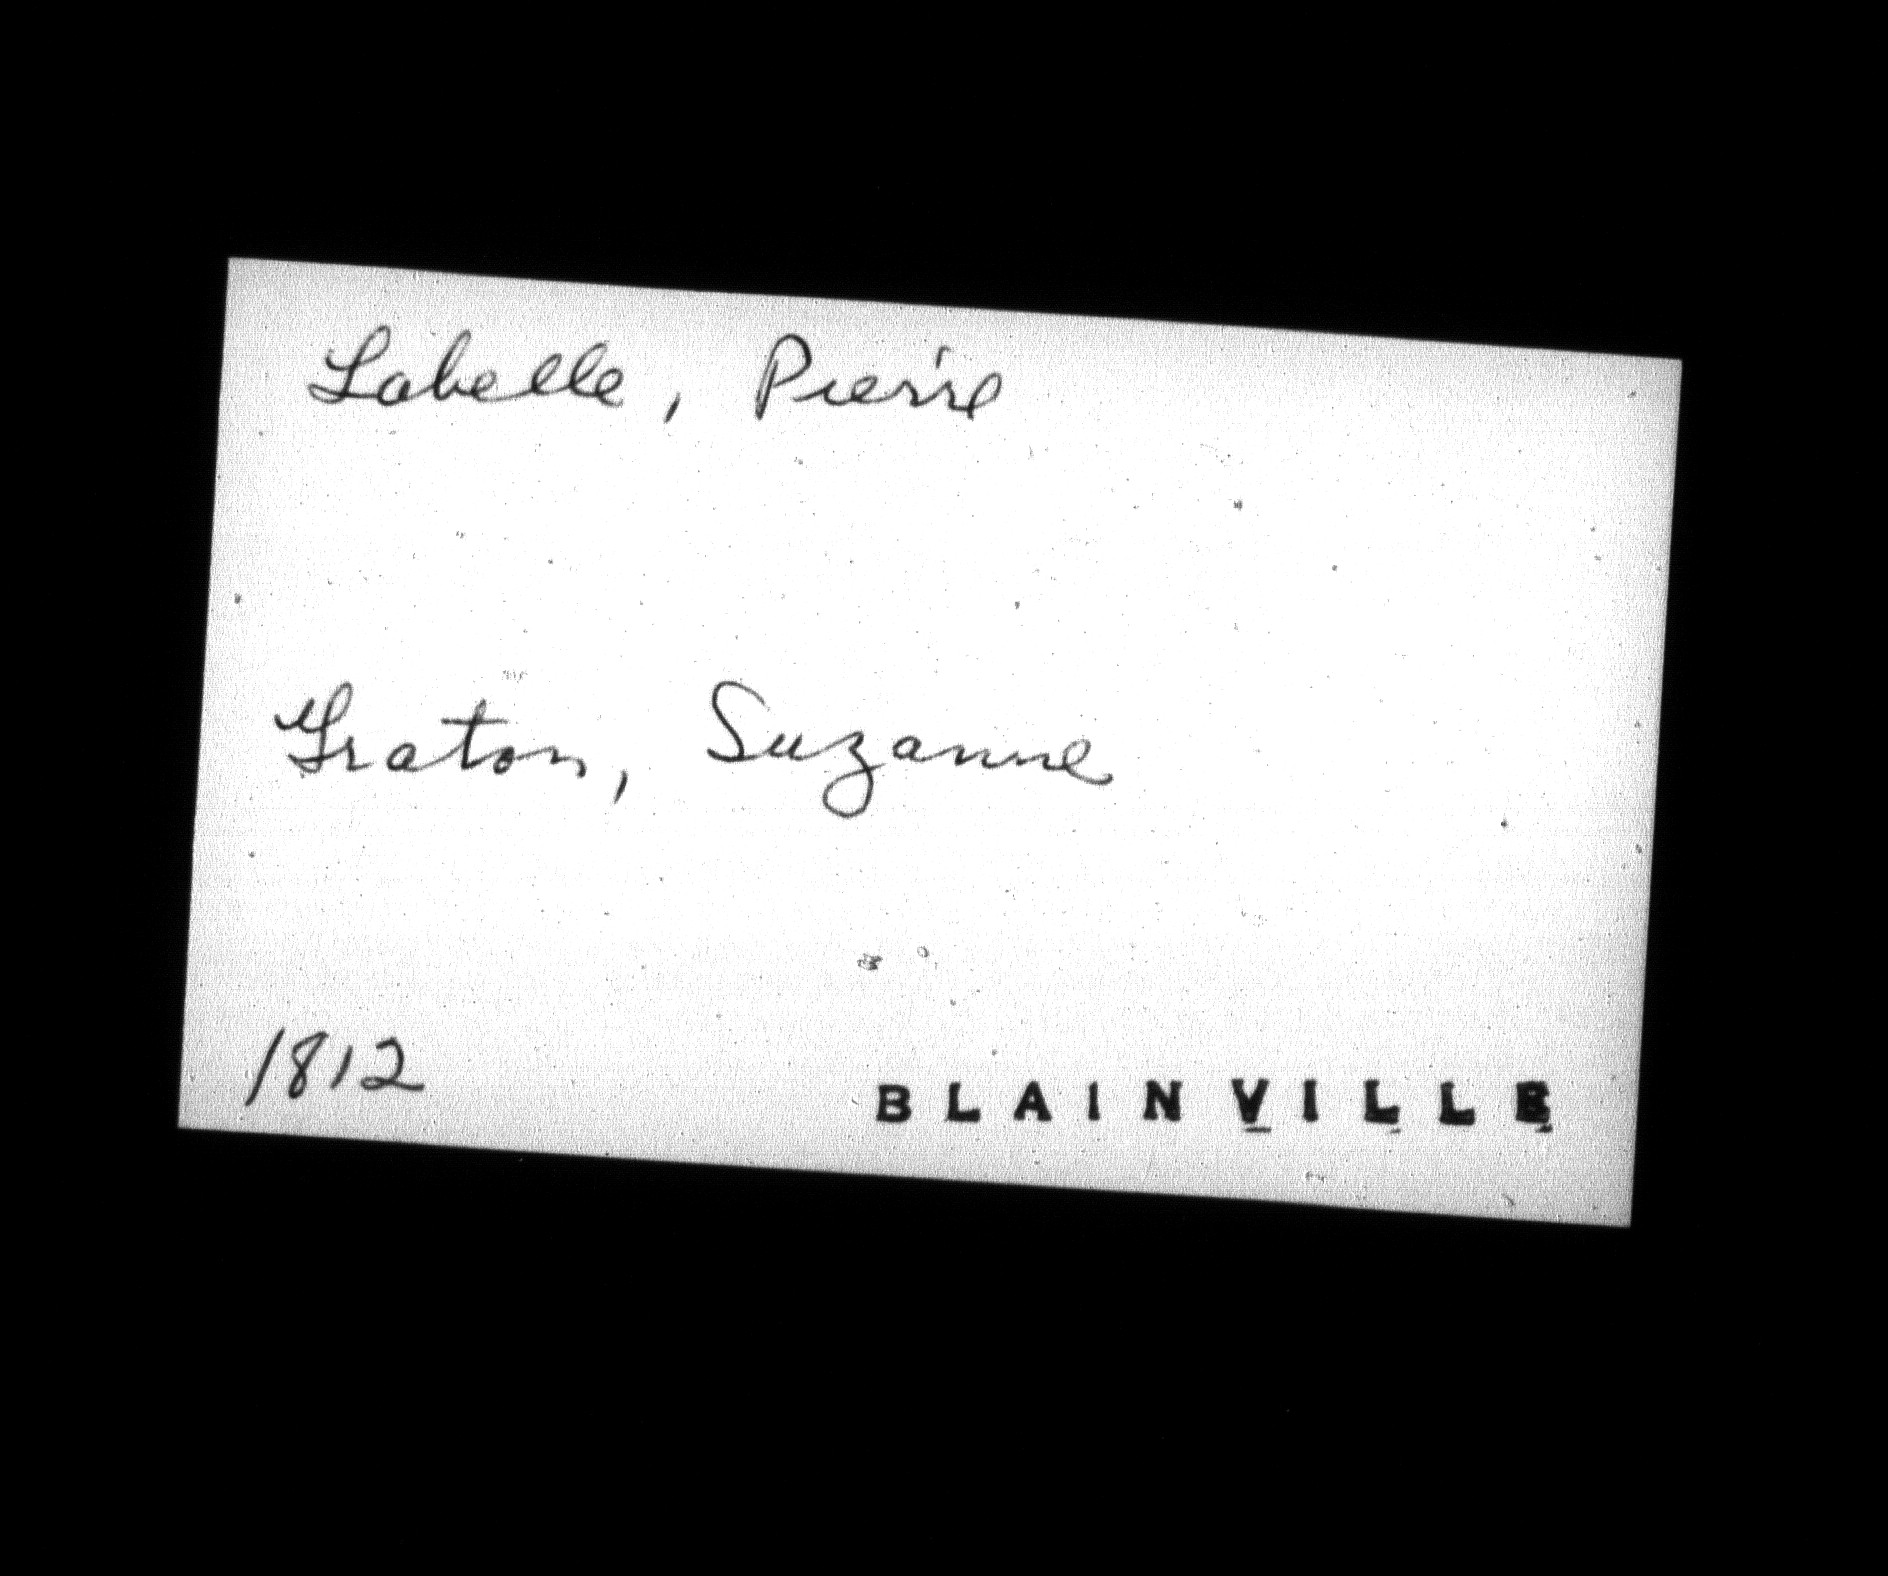 Labelle, Pierre
Graton, Suzanne
1812 BLAINVILLE